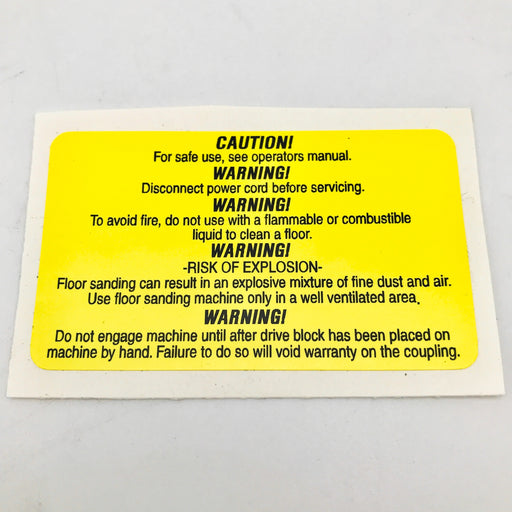 CAUTION!
For safe use, see operators manual.
WARNING!
Disconnect power cord before servicing.
WARNING!
To avoid fire, do not use with a flammable or combustible
liquid to clean a floor.
WARNING!
-RISK OF EXPLOSION-
Floor sanding can result in an explosive mixture of fine dust and air.
Use floor sanding machine only in a well ventilated area.
WARNING!
Do not engage machine until after drive block has been placed on
machine by hand. Failure to do so will void warranty on the coupling.